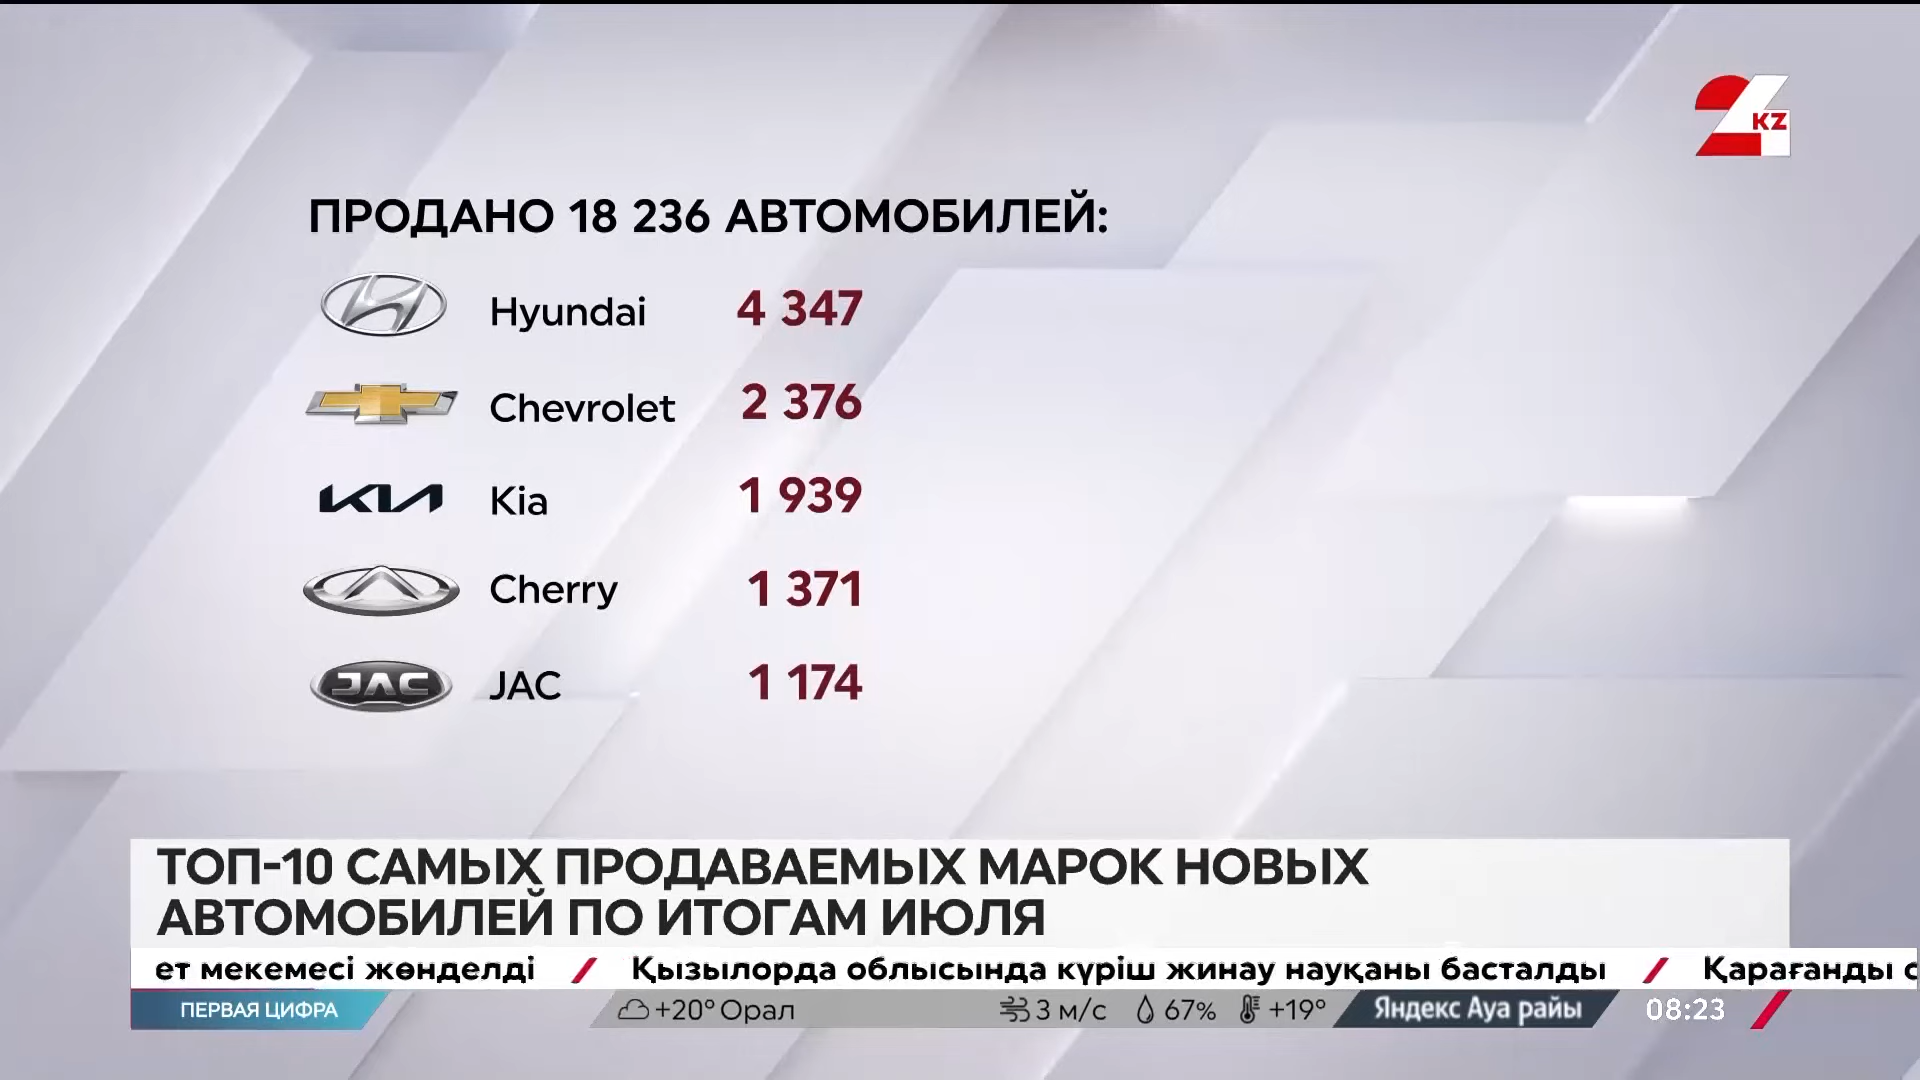 24 KZ
ПРОДАНО 18 236 АВТОМОБИЛЕЙ:
Hyundai 4 347
Chevrolet 2 376
KIA Kia 1 939
Cherry 1 371
JAC JAC 1 174
ТОП-10 САМЫХ ПРОДАВАЕМЫХ МАРОК НОВЫХ
АВТОМОБИЛЕЙ ПО ИТОГАМ ИЮЛЯ
ет мекемесі жөнделді / Қызылорда облысында күріш жинау науқаны басталды / Қарағанды с
ПЕРВАЯ ЦИФРА +20° Орал 3 м/с 67% +19° Яндекс Ауа райы 08:23